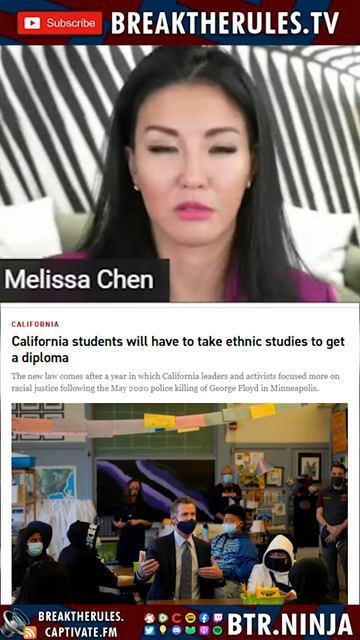 Subscribe
BREAKTHERULES.TV
Melissa Chen
CALIFORNIA
California students will have to take ethnic studies to get
a diploma
The new law comes after a year in which California leaders and activists focused more on
racial justice following the May 2020 police killing of George Floyd in Minneapolis.
BREAKTHERULES.
CAPTIVATE.FM
BTR.NINJA